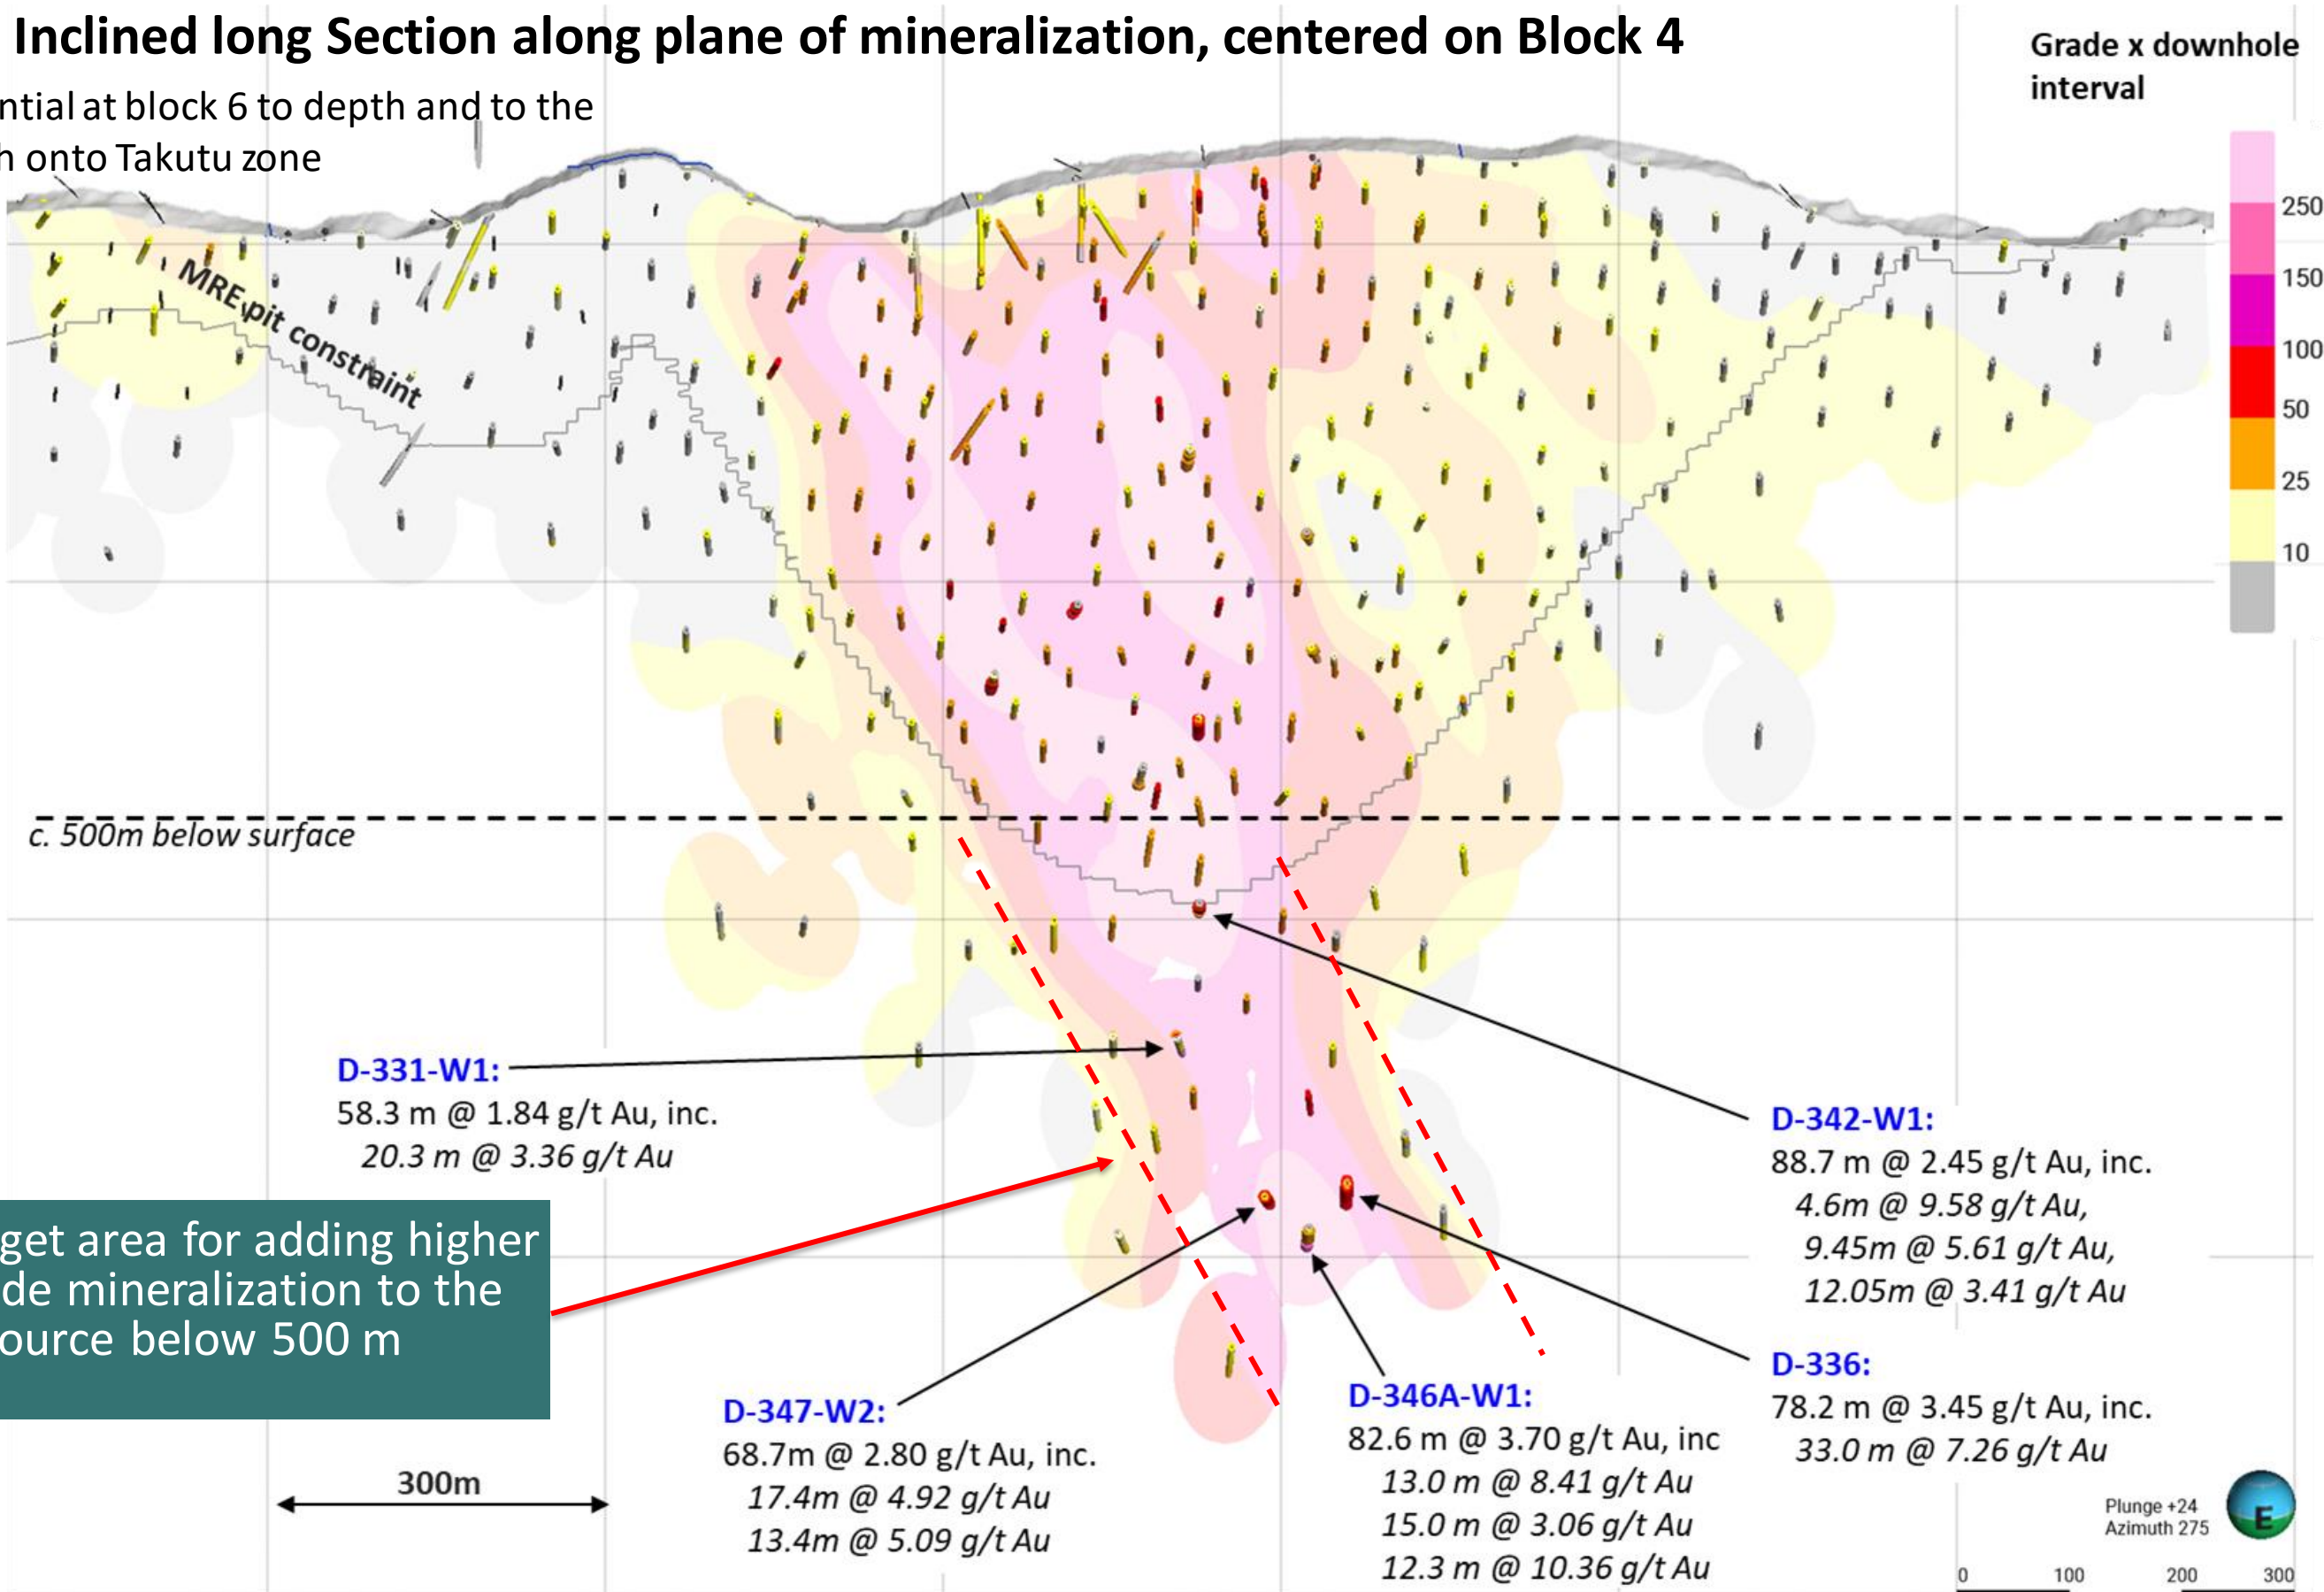 Inclined long Section along plane of mineralization, centered on Block 4
ntial at block 6 to depth and to the
h onto Takutu zone
Grade x downhole
interval
250
150
100
50
25
10
MRE pit constraint
c. 500m below surface
D-331-W1:
58.3 m @ 1.84 g/t Au, inc.
20.3 m @ 3.36 g/t Au
get area for adding higher
de mineralization to the
ource below 500 m
D-342-W1:
88.7 m @ 2.45 g/t Au, inc.
4.6m @ 9.58 g/t Au,
9.45m @ 5.61 g/t Au,
12.05m @ 3.41 g/t Au
D-336:
78.2 m @ 3.45 g/t Au, inc.
33.0 m @ 7.26 g/t Au
D-347-W2:
68.7m @ 2.80 g/t Au, inc.
17.4m @ 4.92 g/t Au
13.4m @ 5.09 g/t Au
D-346A-W1:
82.6 m @ 3.70 g/t Au, inc
13.0 m @ 8.41 g/t Au
15.0 m @ 3.06 g/t Au
12.3 m @ 10.36 g/t Au
300m
Plunge +24
Azimuth 275
E
0 100 200 300